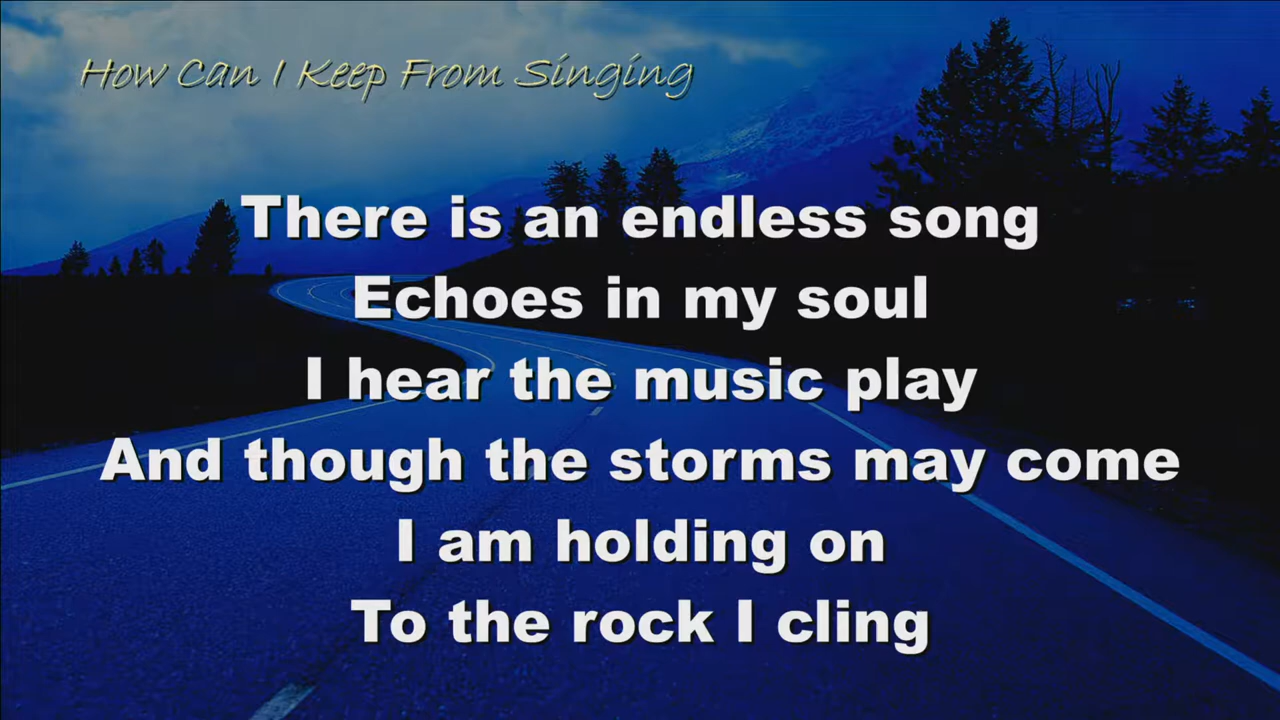 How Can I Keep From Singing
There is an endless song
Echoes in my soul
I hear the music play
And though the storms may come
I am holding on
To the rock I cling